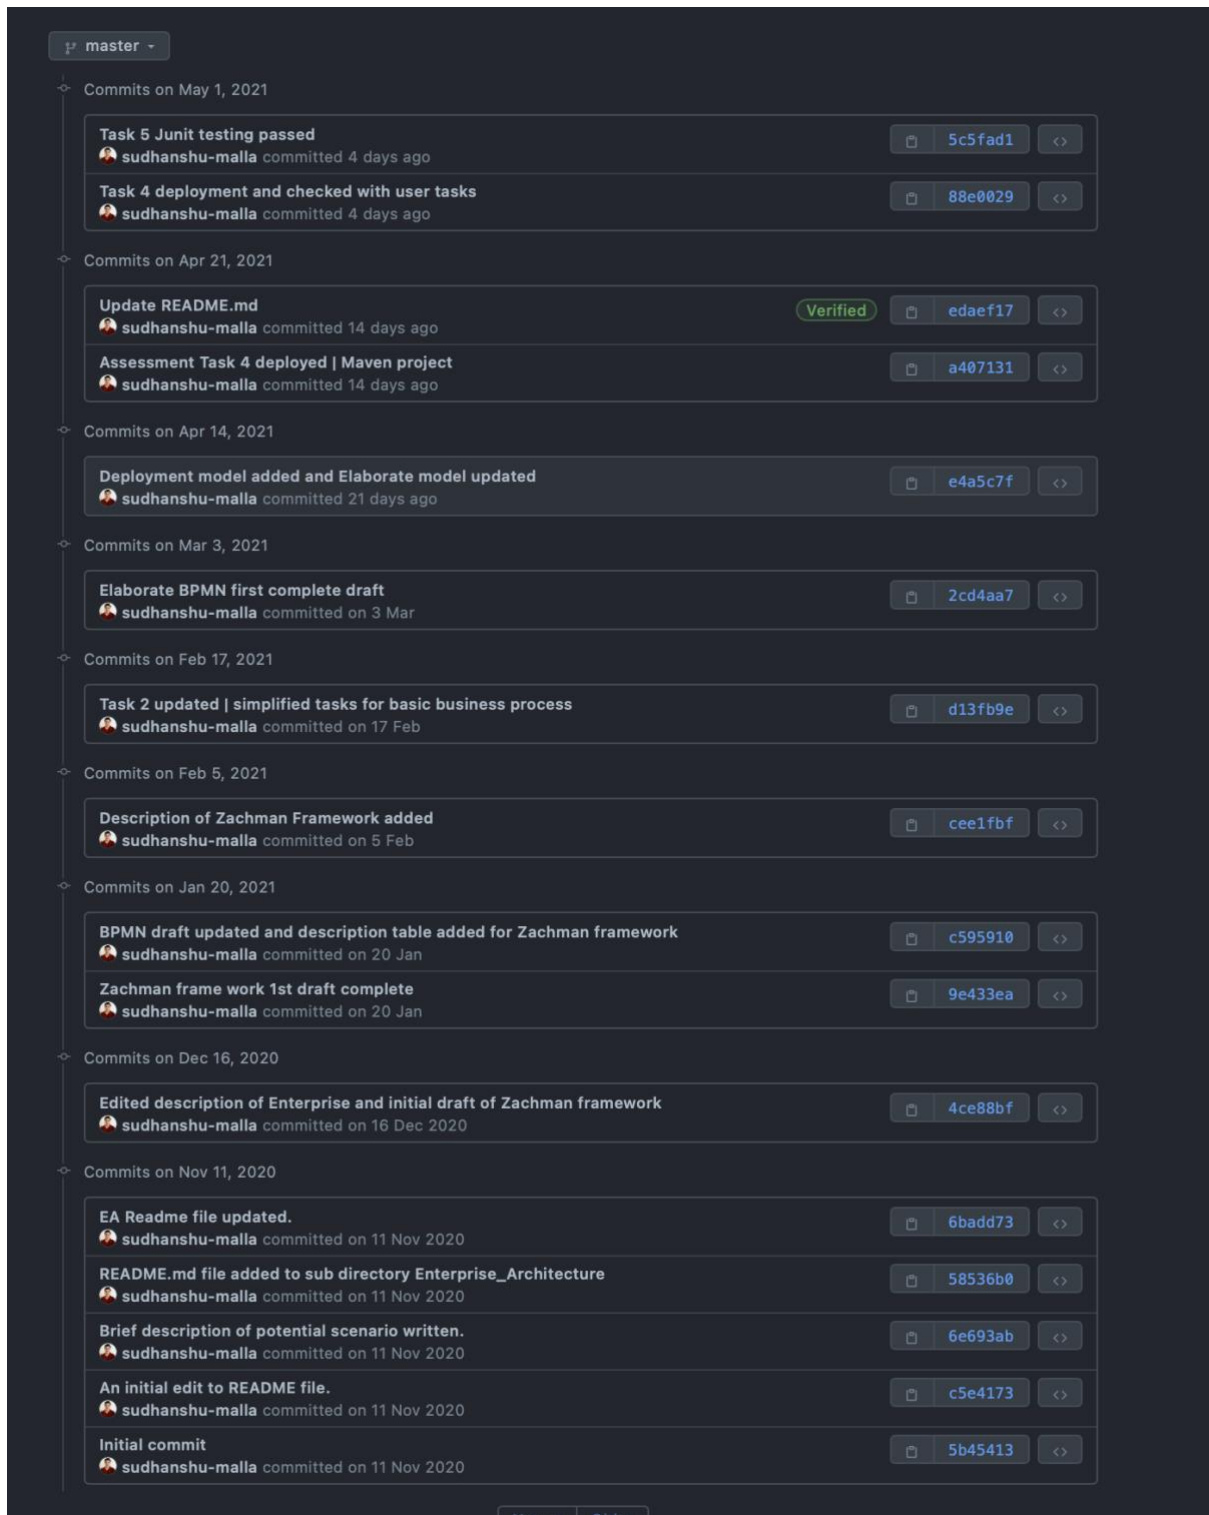 master
Commits on May 1, 2021
Task 5 Junit testing passed
5c5fad1
sudhanshu-malla committed 4 days ago
Task 4 deployment and checked with user tasks
88e0029
sudhanshu-malla committed 4 days ago
Commits on Apr 21, 2021
Update README.md
Verified
edaef17
sudhanshu-malla committed 14 days ago
Assessment Task 4 deployed | Maven project
a407131
sudhanshu-malla committed 14 days ago
Commits on Apr 14, 2021
Deployment model added and Elaborate model updated
e4a5c7f
sudhanshu-malla committed 21 days ago
Commits on Mar 3, 2021
Elaborate BPMN first complete draft
2cd4aa7
sudhanshu-malla committed on 3 Mar
Commits on Feb 17, 2021
Task 2 updated | simplified tasks for basic business process
d13fb9e
sudhanshu-malla committed on 17 Feb
Commits on Feb 5, 2021
Description of Zachman Framework added
cee1fbf
sudhanshu-malla committed on 5 Feb
Commits on Jan 20, 2021
BPMN draft updated and description table added for Zachman framework
c595910
sudhanshu-malla committed on 20 Jan
Zachman frame work 1st draft complete
9e433ea
sudhanshu-malla committed on 20 Jan
Commits on Dec 16, 2020
Edited description of Enterprise and initial draft of Zachman framework
4ce88bf
sudhanshu-malla committed on 16 Dec 2020
Commits on Nov 11, 2020
EA Readme file updated.
6badd73
sudhanshu-malla committed on 11 Nov 2020
README.md file added to sub directory Enterprise_Architecture
58536b0
sudhanshu-malla committed on 11 Nov 2020
Brief description of potential scenario written.
6e693ab
sudhanshu-malla committed on 11 Nov 2020
An initial edit to README file.
c5e4173
sudhanshu-malla committed on 11 Nov 2020
Initial commit
5b45413
sudhanshu-malla committed on 11 Nov 2020